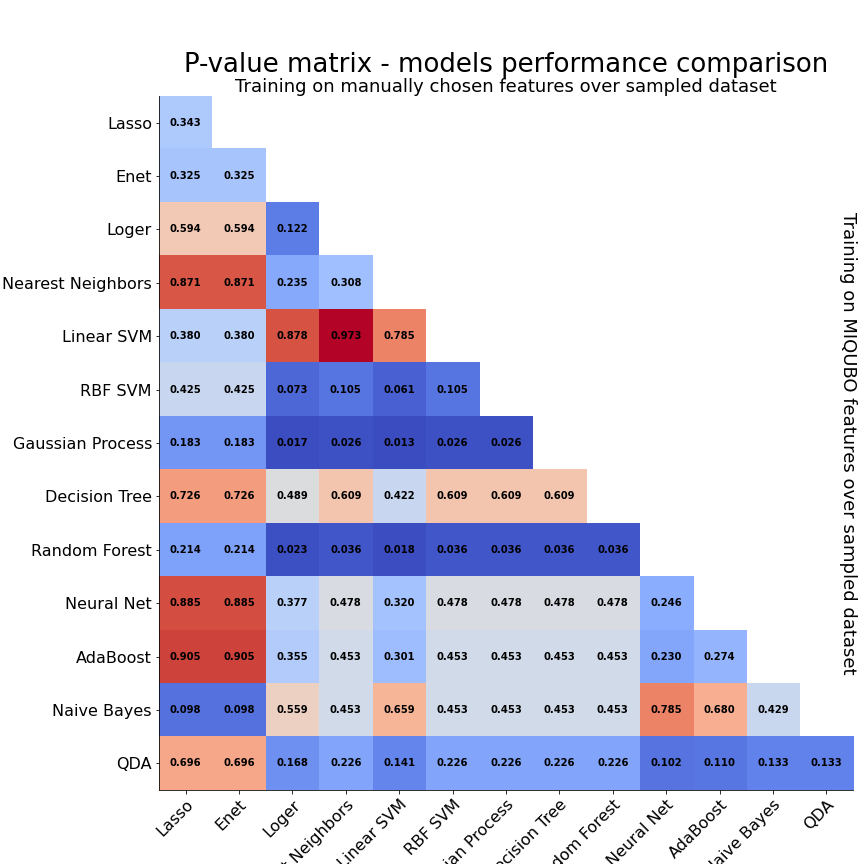 P-value matrix - models performance comparison
Training on manually chosen features over sampled dataset
Lasso 0.343
Enet 0.325 0.325
Loger 0.594 0.594 0.122
Nearest Neighbors 0.871 0.871 0.235 0.308
Linear SVM 0.380 0.380 0.878 0.973 0.785
RBF SVM 0.425 0.425 0.073 0.105 0.061 0.105
Gaussian Process 0.183 0.183 0.017 0.026 0.013 0.026 0.026
Decision Tree 0.726 0.726 0.489 0.609 0.422 0.609 0.609 0.609
Random Forest 0.214 0.214 0.023 0.036 0.018 0.036 0.036 0.036 0.036
Neural Net 0.885 0.885 0.377 0.478 0.320 0.478 0.478 0.478 0.478 0.246
AdaBoost 0.905 0.905 0.355 0.453 0.301 0.453 0.453 0.453 0.453 0.230 0.274
Naive Bayes 0.098 0.098 0.559 0.453 0.659 0.453 0.453 0.453 0.453 0.785 0.680 0.429
QDA 0.696 0.696 0.168 0.226 0.141 0.226 0.226 0.226 0.226 0.102 0.110 0.133 0.133
Lasso Enet Loger Neighbors Linear SVM RBF SVM Process Tree Forest Neural Net AdaBoost Bayes QDA
Training on MIQUBO features over sampled dataset